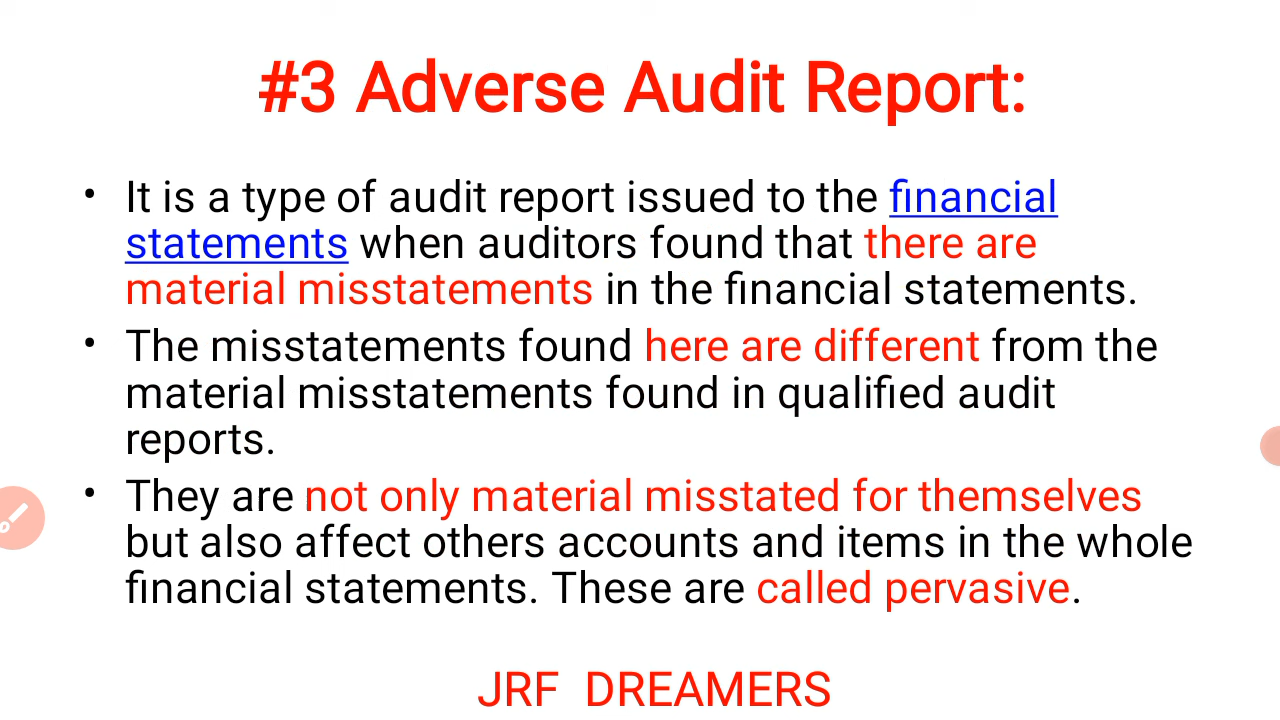 #3 Adverse Audit Report:
• It is a type of audit report issued to the financial
statements when auditors found that there are
material misstatements in the financial statements.
• The misstatements found here are different from the
material misstatements found in qualified audit
reports.
• They are not only material misstated for themselves
but also affect others accounts and items in the whole
financial statements. These are called pervasive.
JRF DREAMERS